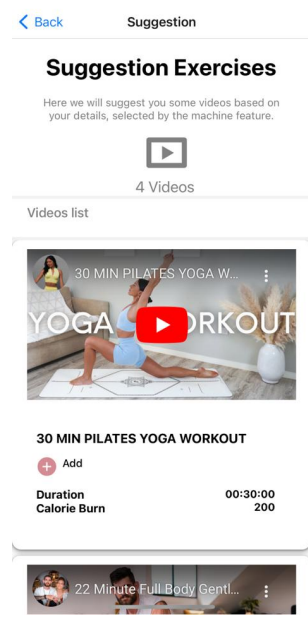 Back
Suggestion
Suggestion Exercises
Here we will suggest you some videos based on
your details, selected by the machine feature.
4 Videos
Videos list
30 MIN PILATES YOGA W...
YOGA WORKOUT
30 MIN PILATES YOGA WORKOUT
Add
Duration 00:30:00
Calorie Burn 200
22 Minute Full Body Gentl...